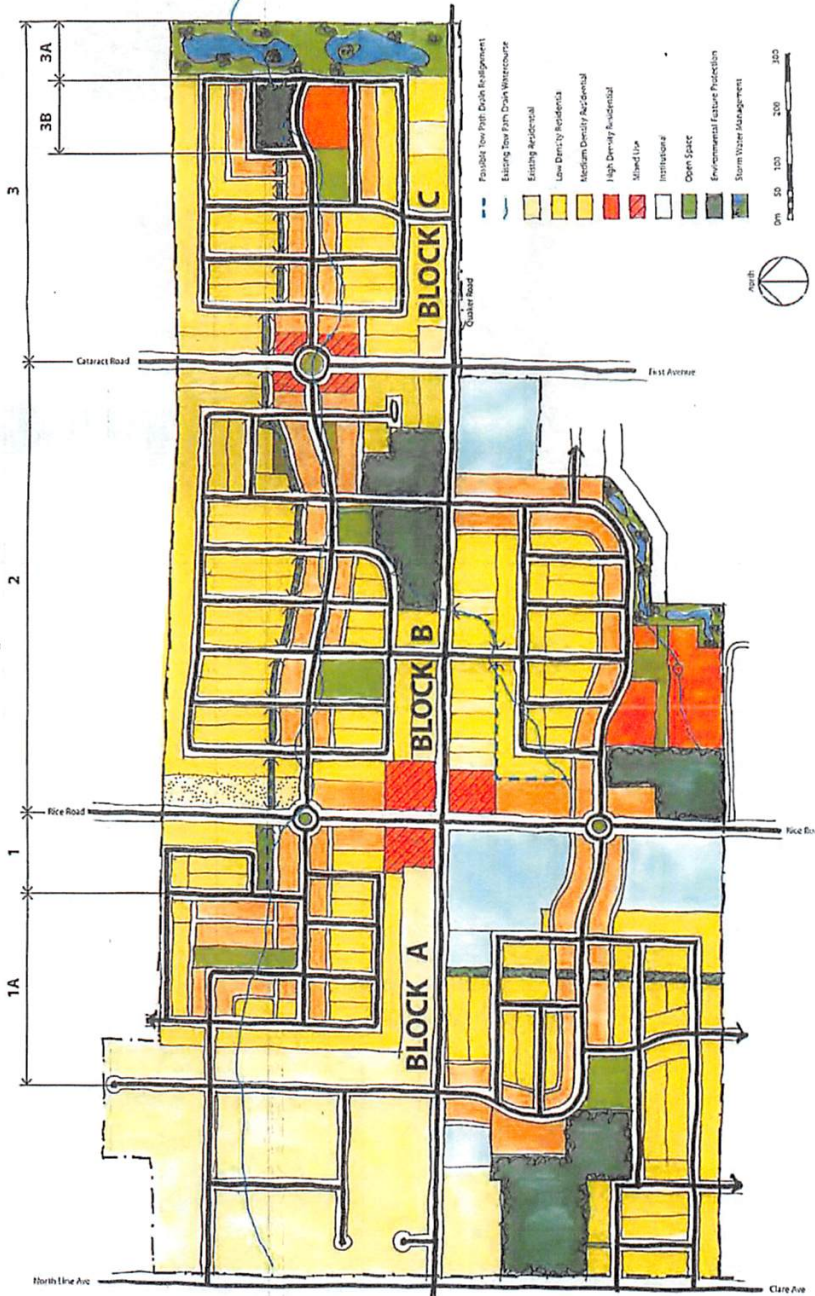 3
3A
3B
2
1
1A
Cataract Road
First Avenue
Quaker Road
Rice Road
North Line Ave
Clare Ave
BLOCK A
BLOCK B
BLOCK C
Possible Tow Path Drain Realignment
Existing Tow Path Drain Watercourse
Existing Residential
Low Density Residential
Medium Density Residential
High Density Residential
Mixed Use
Institutional
Open Space
Environmental Feature Protection
Storm Water Management
North
0m 50 100 200 300